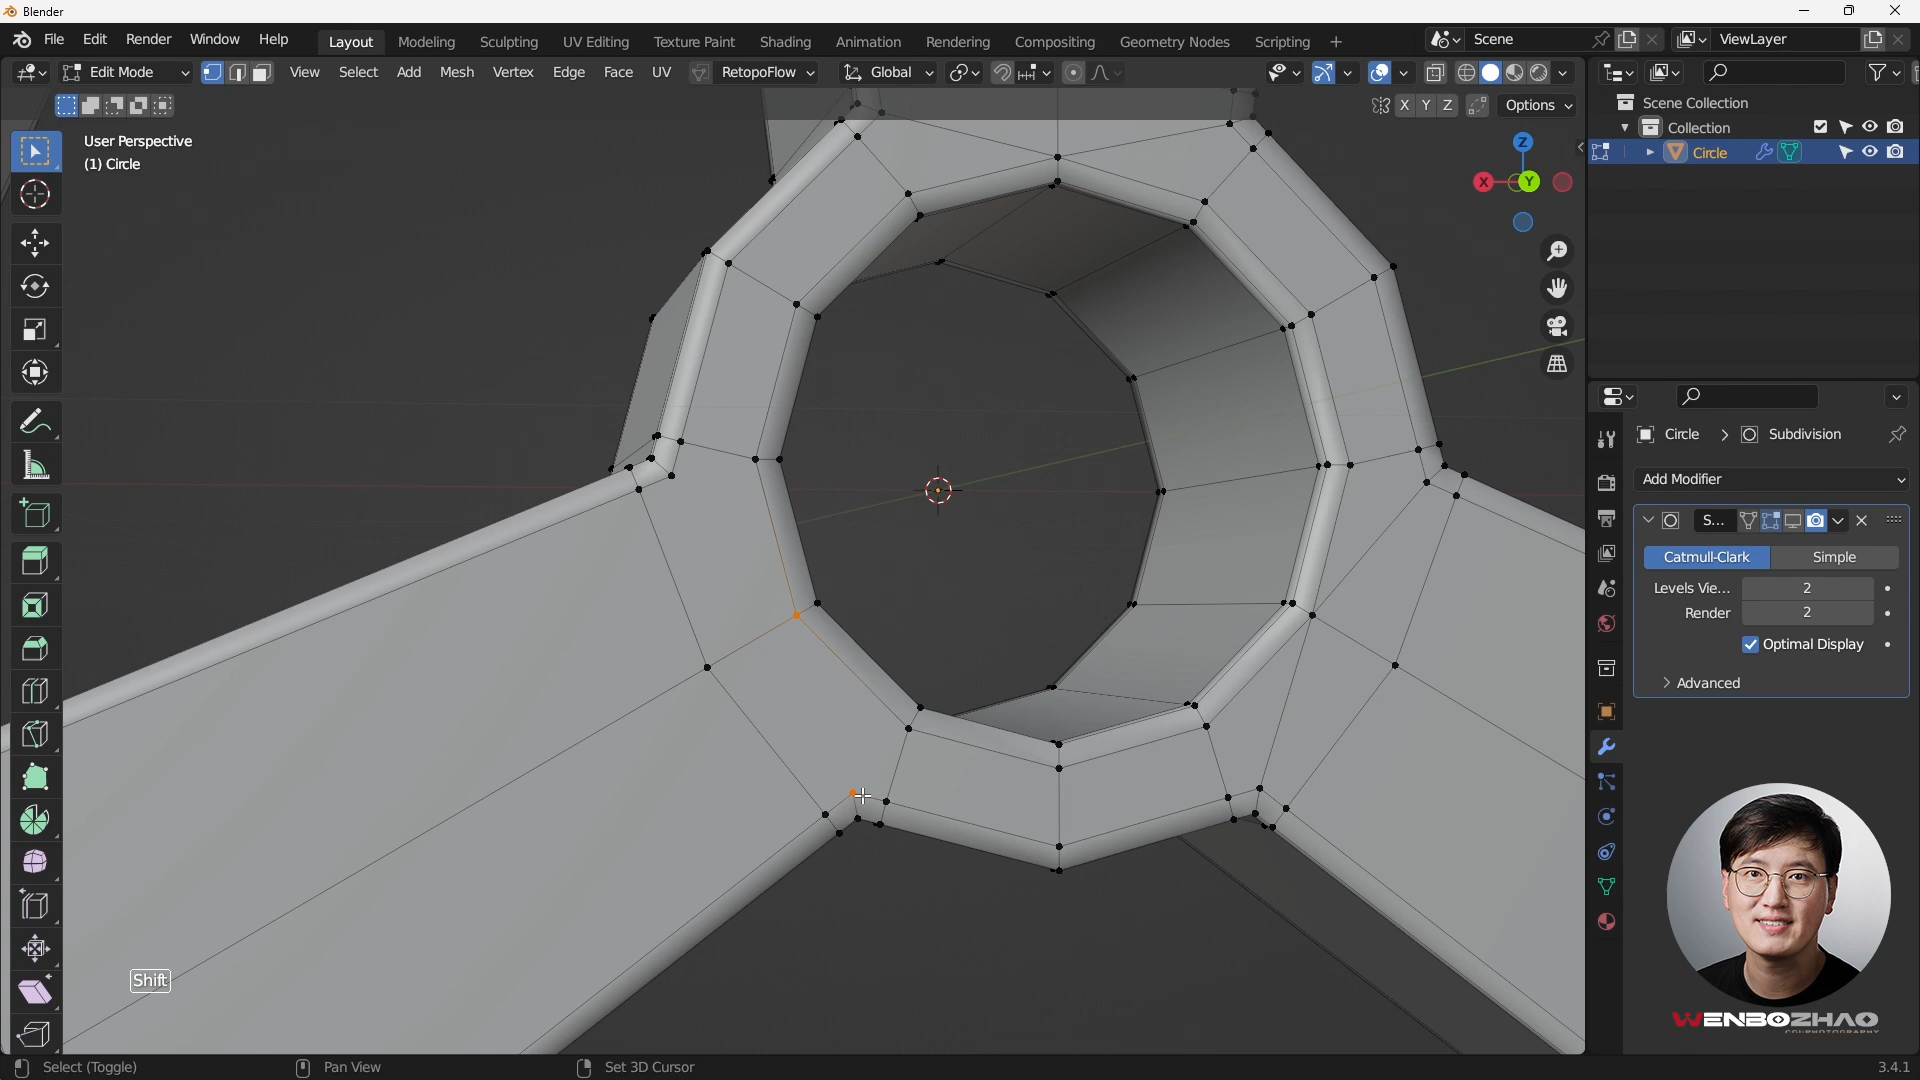 Blender
File Edit Render Window Help Layout Modeling Sculpting UV Editing Texture Paint Shading Animation Rendering Compositing Geometry Nodes Scripting + Scene ViewLayer
Edit Mode View Select Add Mesh Vertex Edge Face UV RetopoFlow Global
X Y Z Options
User Perspective
(1) Circle
Z
X Y
Scene Collection
Collection
Circle
Circle > Subdivision
Add Modifier
S...
Catmull-Clark Simple
Levels Vie... 2
Render 2
Optimal Display
Advanced
Shift
WENBOZHAO
Select (Toggle) Pan View Set 3D Cursor 3.4.1